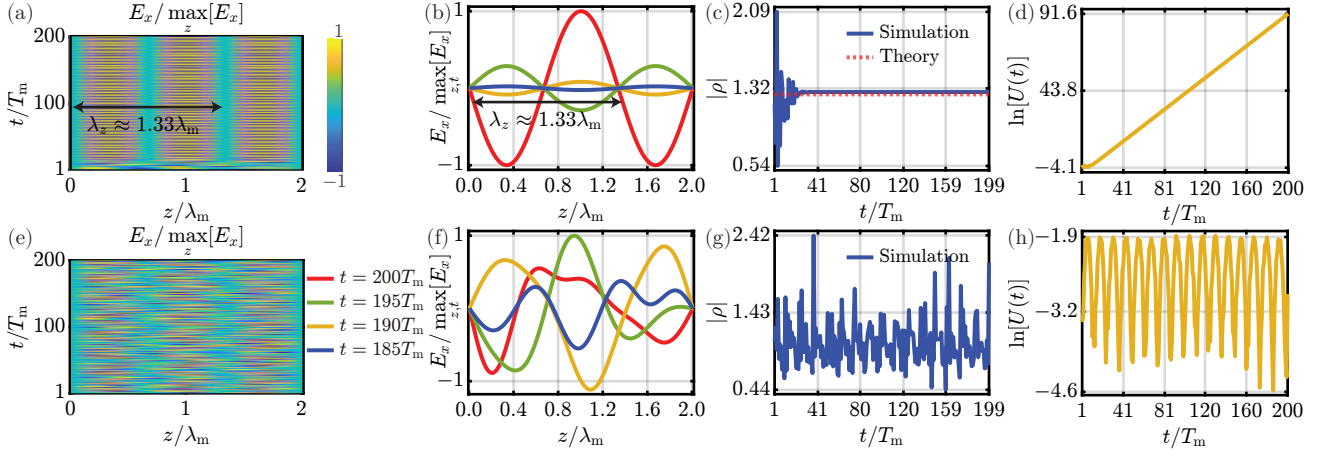 (a)
E_x / max_z[E_x]
200
t/T_m
100
1
0
2
z/λ_m
λ_z ≈ 1.33λ_m
1
−1
(b)
E_x / max_{z,t}[E_x]
1
−1
λ_z ≈ 1.33λ_m
0.0 0.4 0.8 1.2 1.6 2.0
z/λ_m
(c)
|ρ|
2.09
1.32
0.54
Simulation
Theory
1 41 81 120 159 199
t/T_m
(d)
ln[U(t)]
91.6
43.8
−4.1
1 41 81 120 160 200
t/T_m
(e)
E_x / max_z[E_x]
200
t/T_m
100
1
0
2
z/λ_m
t = 200T_m
t = 195T_m
t = 190T_m
t = 185T_m
(f)
E_x / max_{z,t}[E_x]
1
−1
0.0 0.4 0.8 1.2 1.6 2.0
z/λ_m
(g)
|ρ|
2.42
1.43
0.44
Simulation
1 41 81 120 159 199
t/T_m
(h)
ln[U(t)]
−1.9
−3.2
−4.6
1 41 81 120 160 200
t/T_m